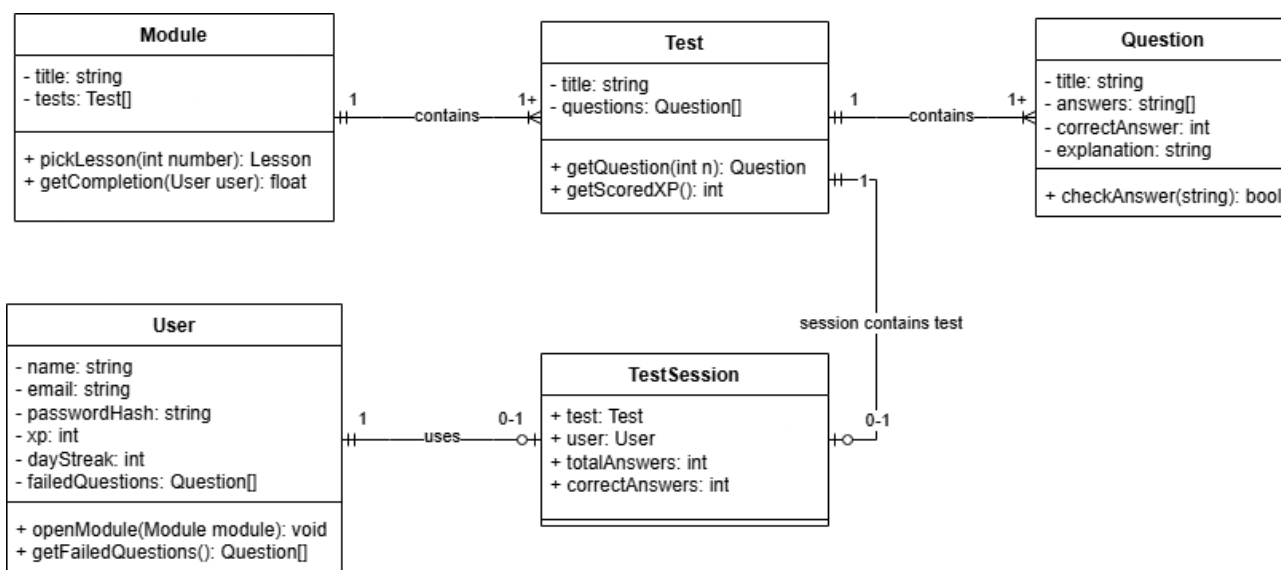 Module
- title: string
- tests: Test[]
+ pickLesson(int number): Lesson
+ getCompletion(User user): float
1
contains
1+
Test
- title: string
- questions: Question[]
+ getQuestion(int n): Question
+ getScoredXP(): int
1
contains
1+
Question
- title: string
- answers: string[]
- correctAnswer: int
- explanation: string
+ checkAnswer(string): bool
1
session contains test
0-1
User
- name: string
- email: string
- passwordHash: string
- xp: int
- dayStreak: int
- failedQuestions: Question[]
+ openModule(Module module): void
+ getFailedQuestions(): Question[]
1
uses
0-1
TestSession
+ test: Test
+ user: User
+ totalAnswers: int
+ correctAnswers: int